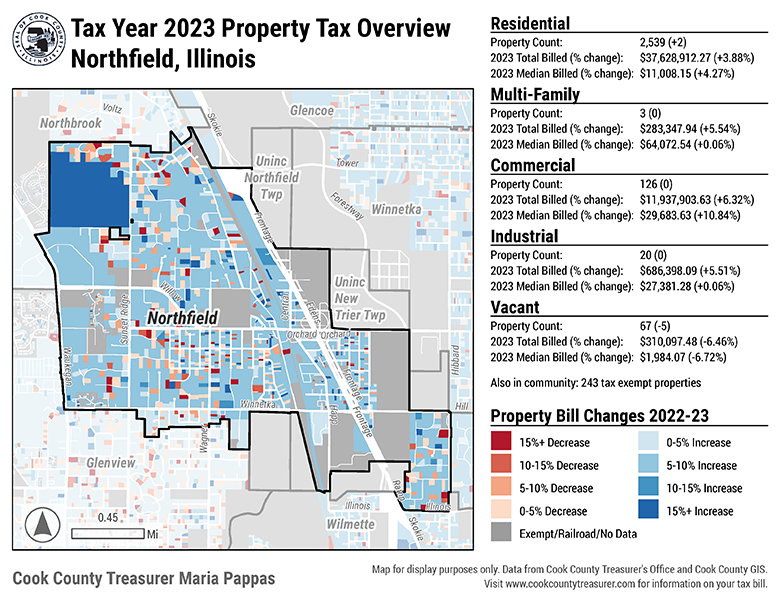 Tax Year 2023 Property Tax Overview
Northfield, Illinois
SEAL OF COOK COUNTY
ILLINOIS
Voltz
Northbrook
Skokie
Glencoe
Uninc
Northfield
Twp
Tower
Forestway
Winnetka
Frontage
Uninc
New
Trier Twp
Willow
Sunset Ridge
Northfield
Central
Edens
Orchard Orchard
Waukegan
Hibbard
Frontage
Frontage
Winnetka
Happ
Hill
Wagner
Glenview
Illinois
Illinois
Wilmette
Skokie
0.45
Mi
Residential
Property Count: 2,539 (+2)
2023 Total Billed (% change): $37,628,912.27 (+3.88%)
2023 Median Billed (% change): $11,008.15 (+4.27%)
Multi-Family
Property Count: 3 (0)
2023 Total Billed (% change): $283,347.94 (+5.54%)
2023 Median Billed (% change): $64,072.54 (+0.06%)
Commercial
Property Count: 126 (0)
2023 Total Billed (% change): $11,937,903.63 (+6.32%)
2023 Median Billed (% change): $29,683.63 (+10.84%)
Industrial
Property Count: 20 (0)
2023 Total Billed (% change): $686,398.09 (+5.51%)
2023 Median Billed (% change): $27,381.28 (+0.06%)
Vacant
Property Count: 67 (-5)
2023 Total Billed (% change): $310,097.48 (-6.46%)
2023 Median Billed (% change): $1,984.07 (-6.72%)
Also in community: 243 tax exempt properties
Property Bill Changes 2022-23
15%+ Decrease
10-15% Decrease
5-10% Decrease
0-5% Decrease
Exempt/Railroad/No Data
0-5% Increase
5-10% Increase
10-15% Increase
15%+ Increase
Cook County Treasurer Maria Pappas
Map for display purposes only. Data from Cook County Treasurer's Office and Cook County GIS.
Visit www.cookcountytreasurer.com for information on your tax bill.